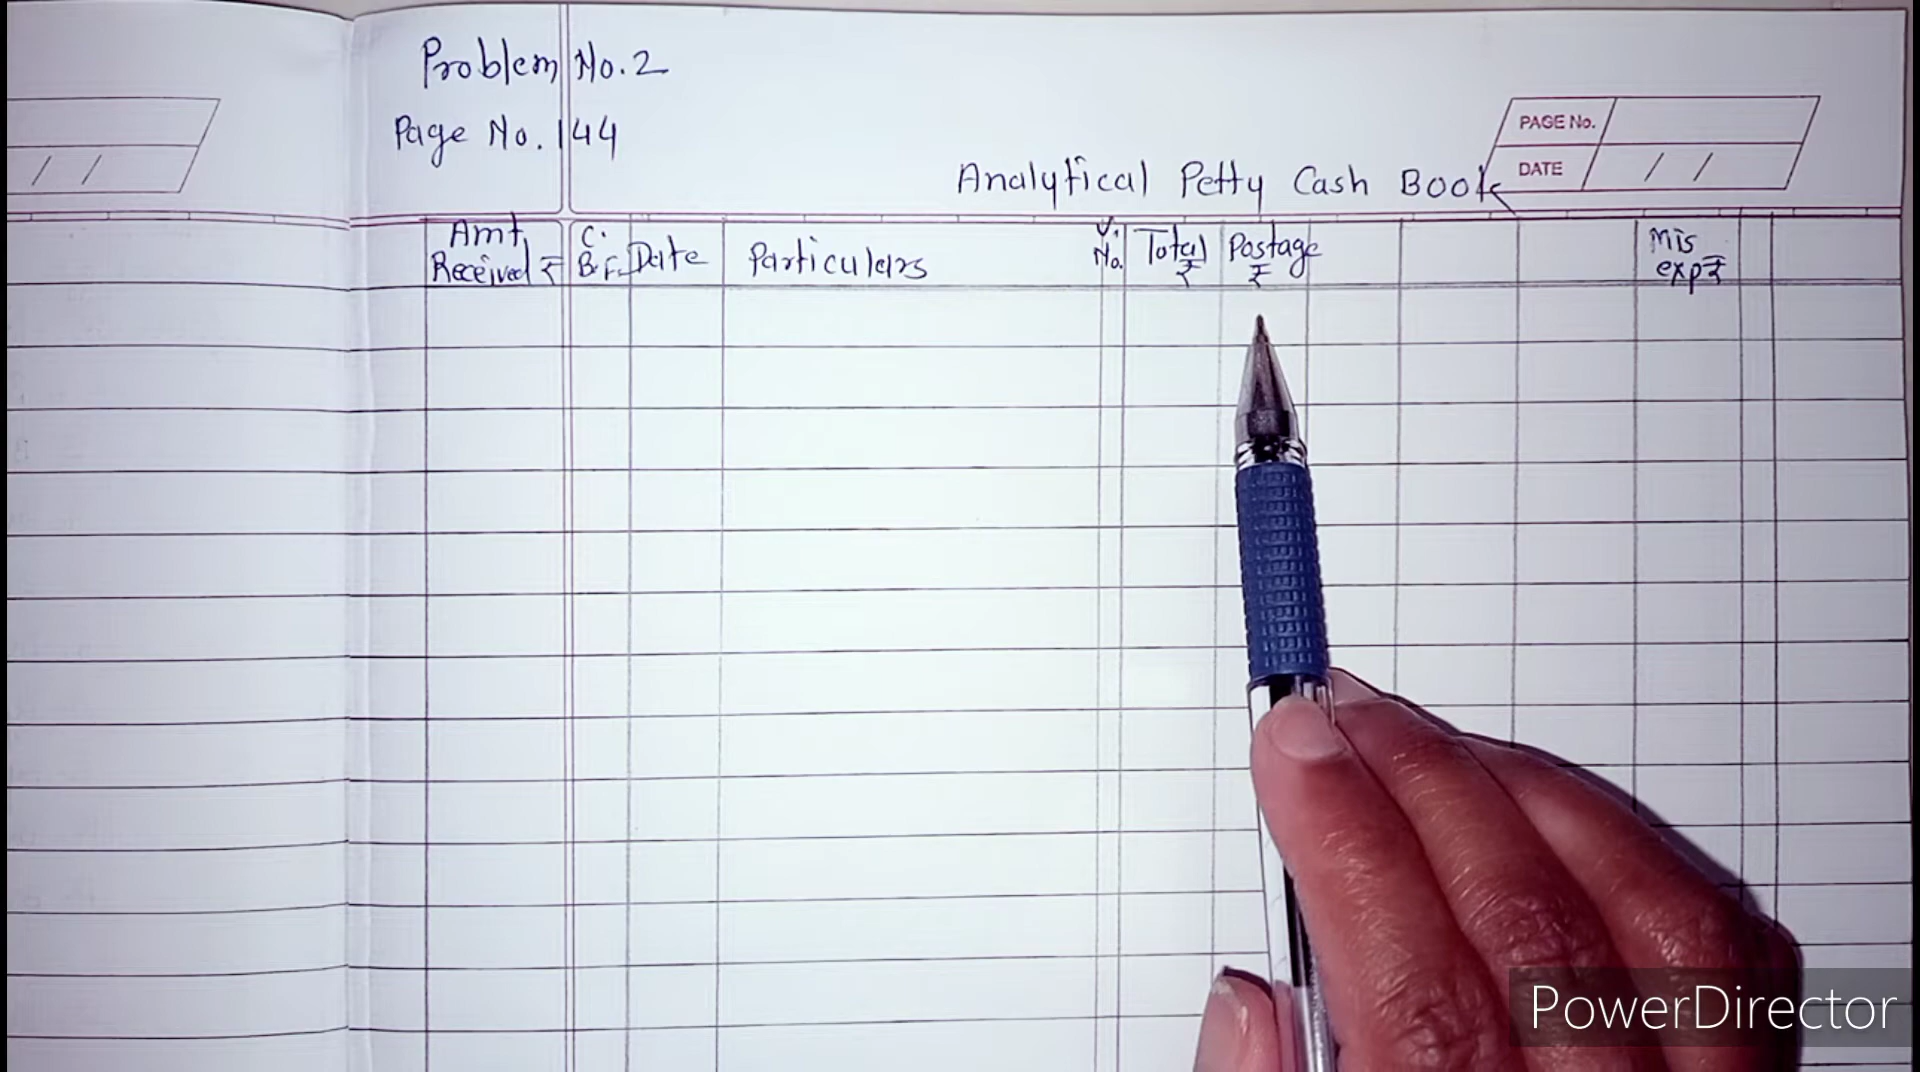 Problem No. 2
Page No. 144
PAGE No.
DATE / /
/ /
Analytical Petty Cash Book
Amt Received ₹
C. B. F.
Date
Particulars
V. No.
Total ₹
Postage ₹
Mis exp ₹
PowerDirector